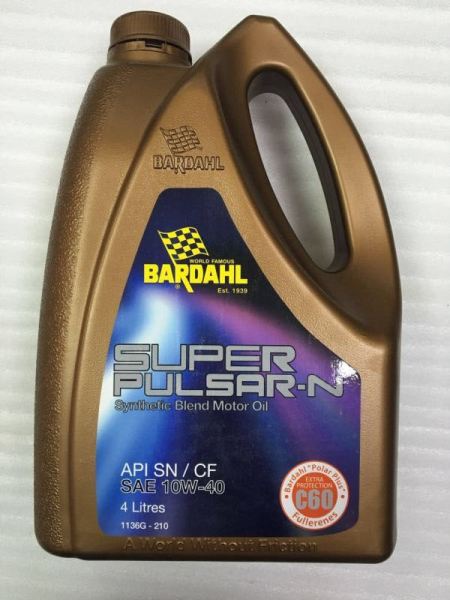 BARDAHL
WORLD FAMOUS
BARDAHL
®
Est. 1939
SUPER
PULSAR-N
Synthetic Blend Motor Oil
API SN / CF
SAE 10W-40
4 Litres
1136G - 210
Bardahl "Polar Plus"
EXTRA
PROTECTION
C60
Fullerenes
A World Without Friction